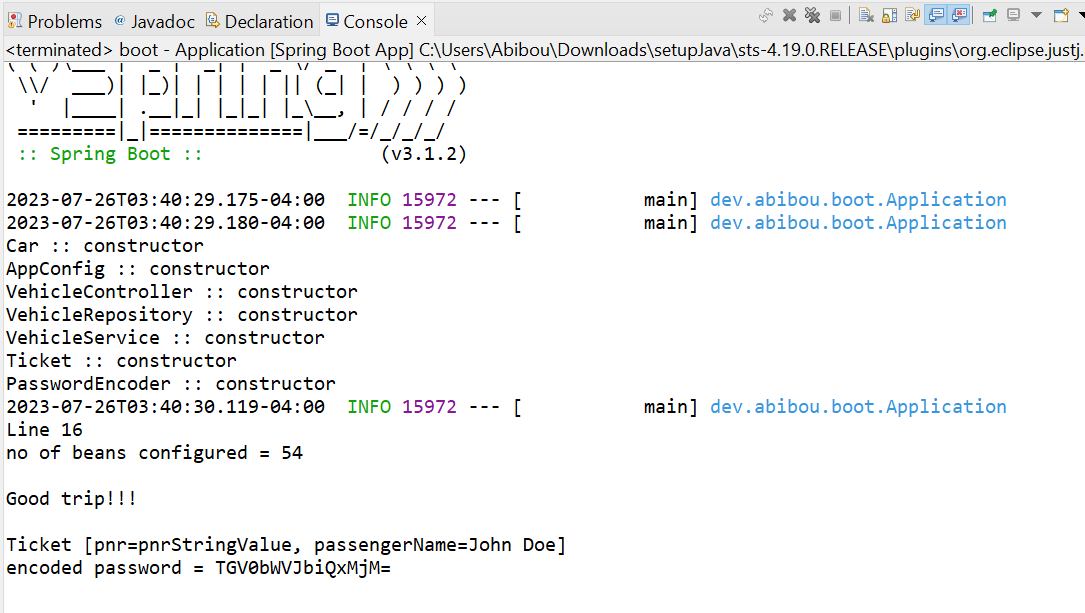 Problems @ Javadoc Declaration Console
<terminated> boot - Application [Spring Boot App] C:\Users\Abibou\Downloads\setupJava\sts-4.19.0.RELEASE\plugins\org.eclipse.justj.
 \\/  ___)| |_)| | | | | || (_| |  ) ) ) )
  '  |____| .__|_| |_|_| |_\__, | / / / /
 =========|_|==============|___/=/_/_/_/
 :: Spring Boot ::                (v3.1.2)
2023-07-26T03:40:29.175-04:00  INFO 15972 --- [           main] dev.abibou.boot.Application
2023-07-26T03:40:29.180-04:00  INFO 15972 --- [           main] dev.abibou.boot.Application
Car :: constructor
AppConfig :: constructor
VehicleController :: constructor
VehicleRepository :: constructor
VehicleService :: constructor
Ticket :: constructor
PasswordEncoder :: constructor
2023-07-26T03:40:30.119-04:00  INFO 15972 --- [           main] dev.abibou.boot.Application
Line 16
no of beans configured = 54
Good trip!!!
Ticket [pnr=pnrStringValue, passengerName=John Doe]
encoded password = TGV0bWVJbiQxMjM=